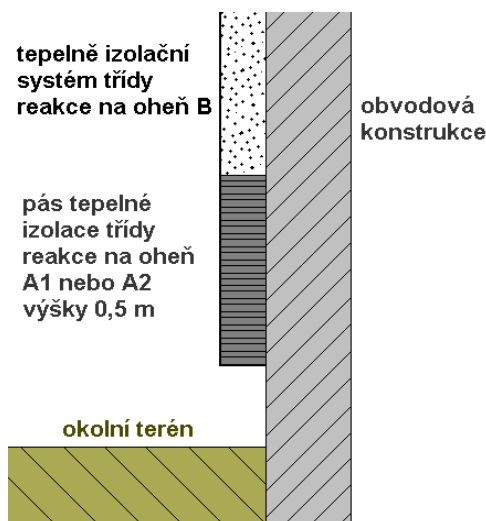 tepelně izolační
systém třídy
reakce na oheň B
obvodová
konstrukce
pás tepelné
izolace třídy
reakce na oheň
A1 nebo A2
výšky 0,5 m
okolní terén